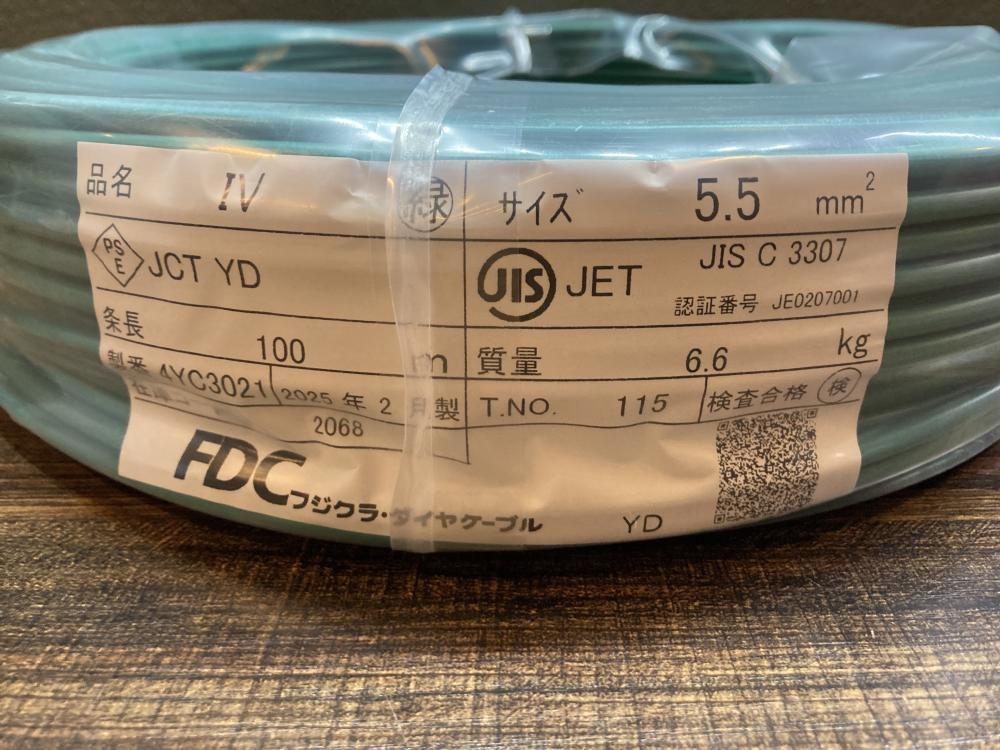 品名 IV 緑 サイズ 5.5 mm²
PSE JCT YD JIS JET JIS C 3307
認証番号 JE0207001
条長 100 m 質量 6.6 kg
製番 4YC3021 2025 年 2 月製 T.NO. 115 検査合格 検
2068
FDC フジクラ・ダイヤケーブル YD